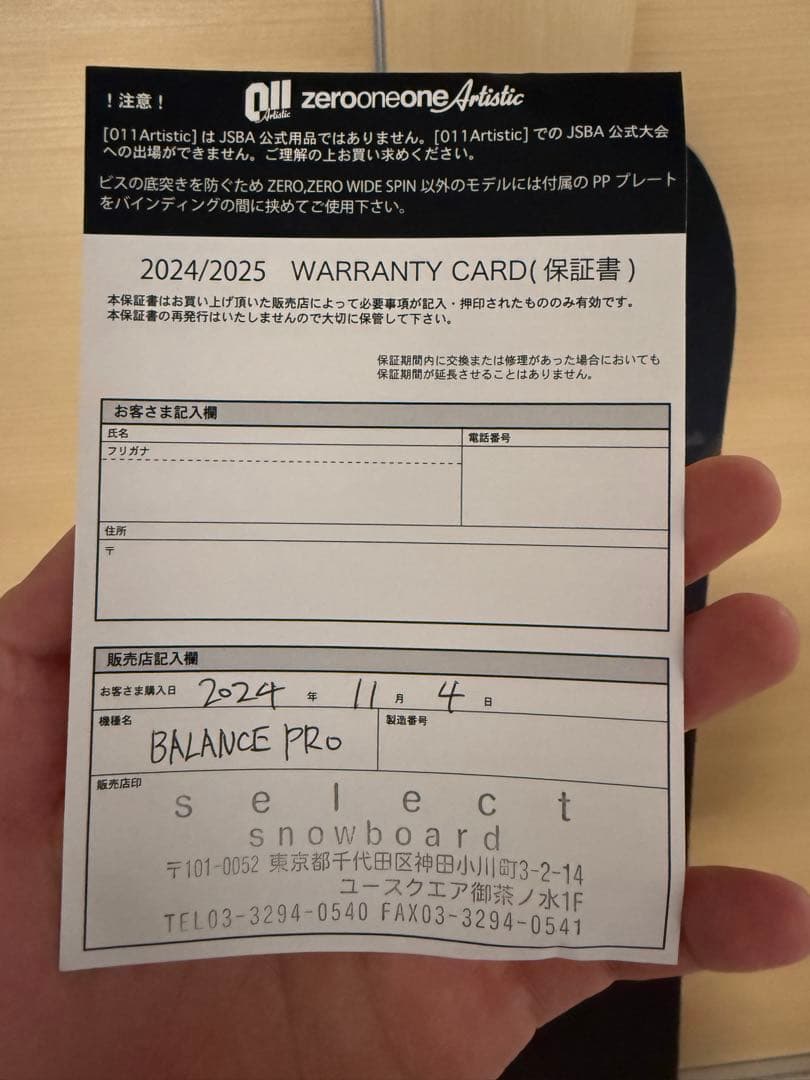 ！注意！
011 Artistic zerooneone Artistic
[011Artistic] は JSBA 公式用品ではありません。[011Artistic] での JSBA 公式大会
への出場ができません。ご理解の上お買い求めください。
ビスの底突きを防ぐため ZERO,ZERO WIDE SPIN 以外のモデルには付属の PP プレート
をバインディングの間に挟めてご使用下さい。
2024/2025 WARRANTY CARD(保証書)
本保証書はお買い上げ頂いた販売店によって必要事項が記入・押印されたもののみ有効です。
本保証書の再発行はいたしませんので大切に保管して下さい。
保証期間内に交換または修理があった場合においても
保証期間が延長させることはありません。
お客さま記入欄
氏名
電話番号
フリガナ
住所
〒
販売店記入欄
お客さま購入日 2024 年 11 月 4 日
機種名
製造番号
BALANCE PRO
販売店印
select
snowboard
〒101-0052 東京都千代田区神田小川町3-2-14
ユースクエア御茶ノ水1F
TEL03-3294-0540 FAX03-3294-0541